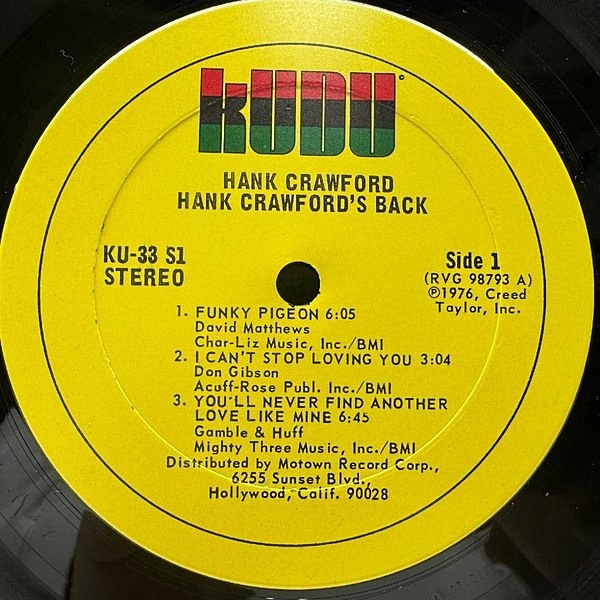 kUDU
HANK CRAWFORD
HANK CRAWFORD'S BACK
KU-33 S1
STEREO
Side 1
(RVG 98793 A)
℗1976, Creed
Taylor, Inc.
1. FUNKY PIGEON 6:05
David Matthews
Char-Liz Music, Inc./BMI
2. I CAN'T STOP LOVING YOU 3:04
Don Gibson
Acuff-Rose Publ. Inc./BMI
3. YOU'LL NEVER FIND ANOTHER
LOVE LIKE MINE 6:45
Gamble & Huff
Mighty Three Music, Inc./BMI
Distributed by Motown Record Corp.,
6255 Sunset Blvd.,
Hollywood, Calif. 90028